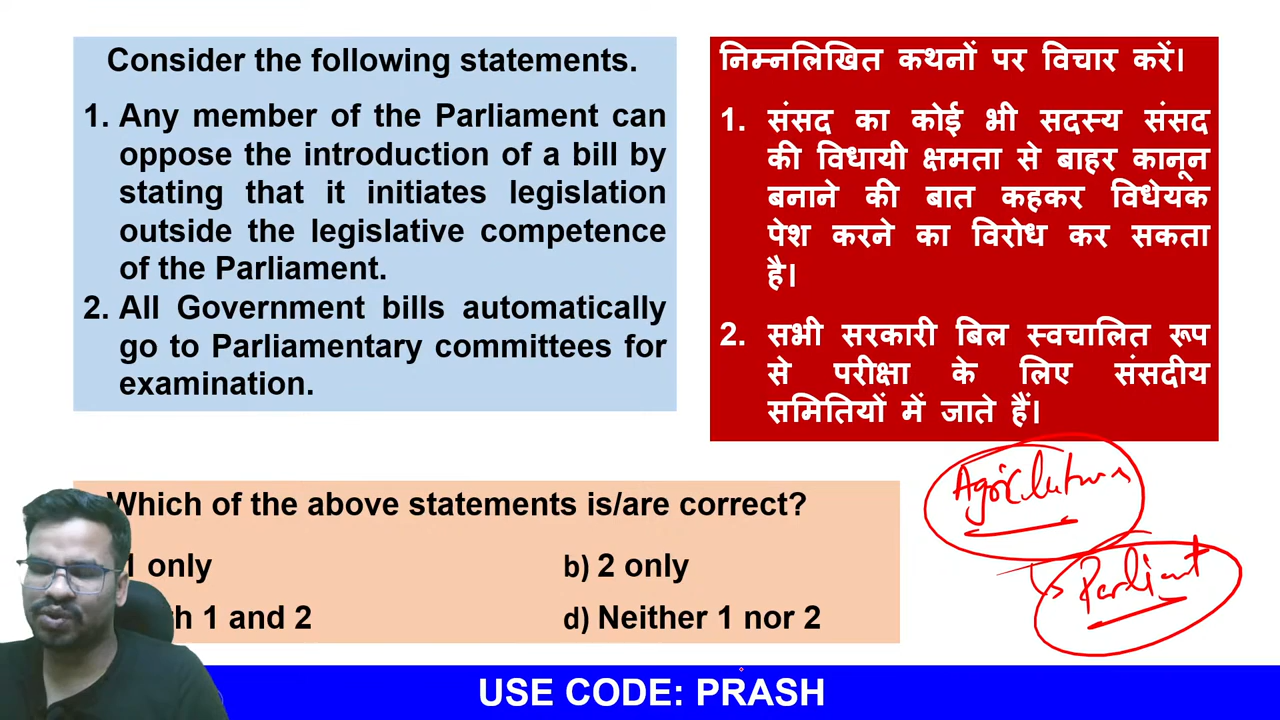 Consider the following statements.
1. Any member of the Parliament can
oppose the introduction of a bill by
stating that it initiates legislation
outside the legislative competence
of the Parliament.
2. All Government bills automatically
go to Parliamentary committees for
examination.
निम्नलिखित कथनों पर विचार करें।
1. संसद का कोई भी सदस्य संसद
की विधायी क्षमता से बाहर कानून
बनाने की बात कहकर विधेयक
पेश करने का विरोध कर सकता
है।
2. सभी सरकारी बिल स्वचालित रूप
से परीक्षा के लिए संसदीय
समितियों में जाते हैं।
Which of the above statements is/are correct?
1 only
b) 2 only
1 and 2
d) Neither 1 nor 2
USE CODE: PRASH